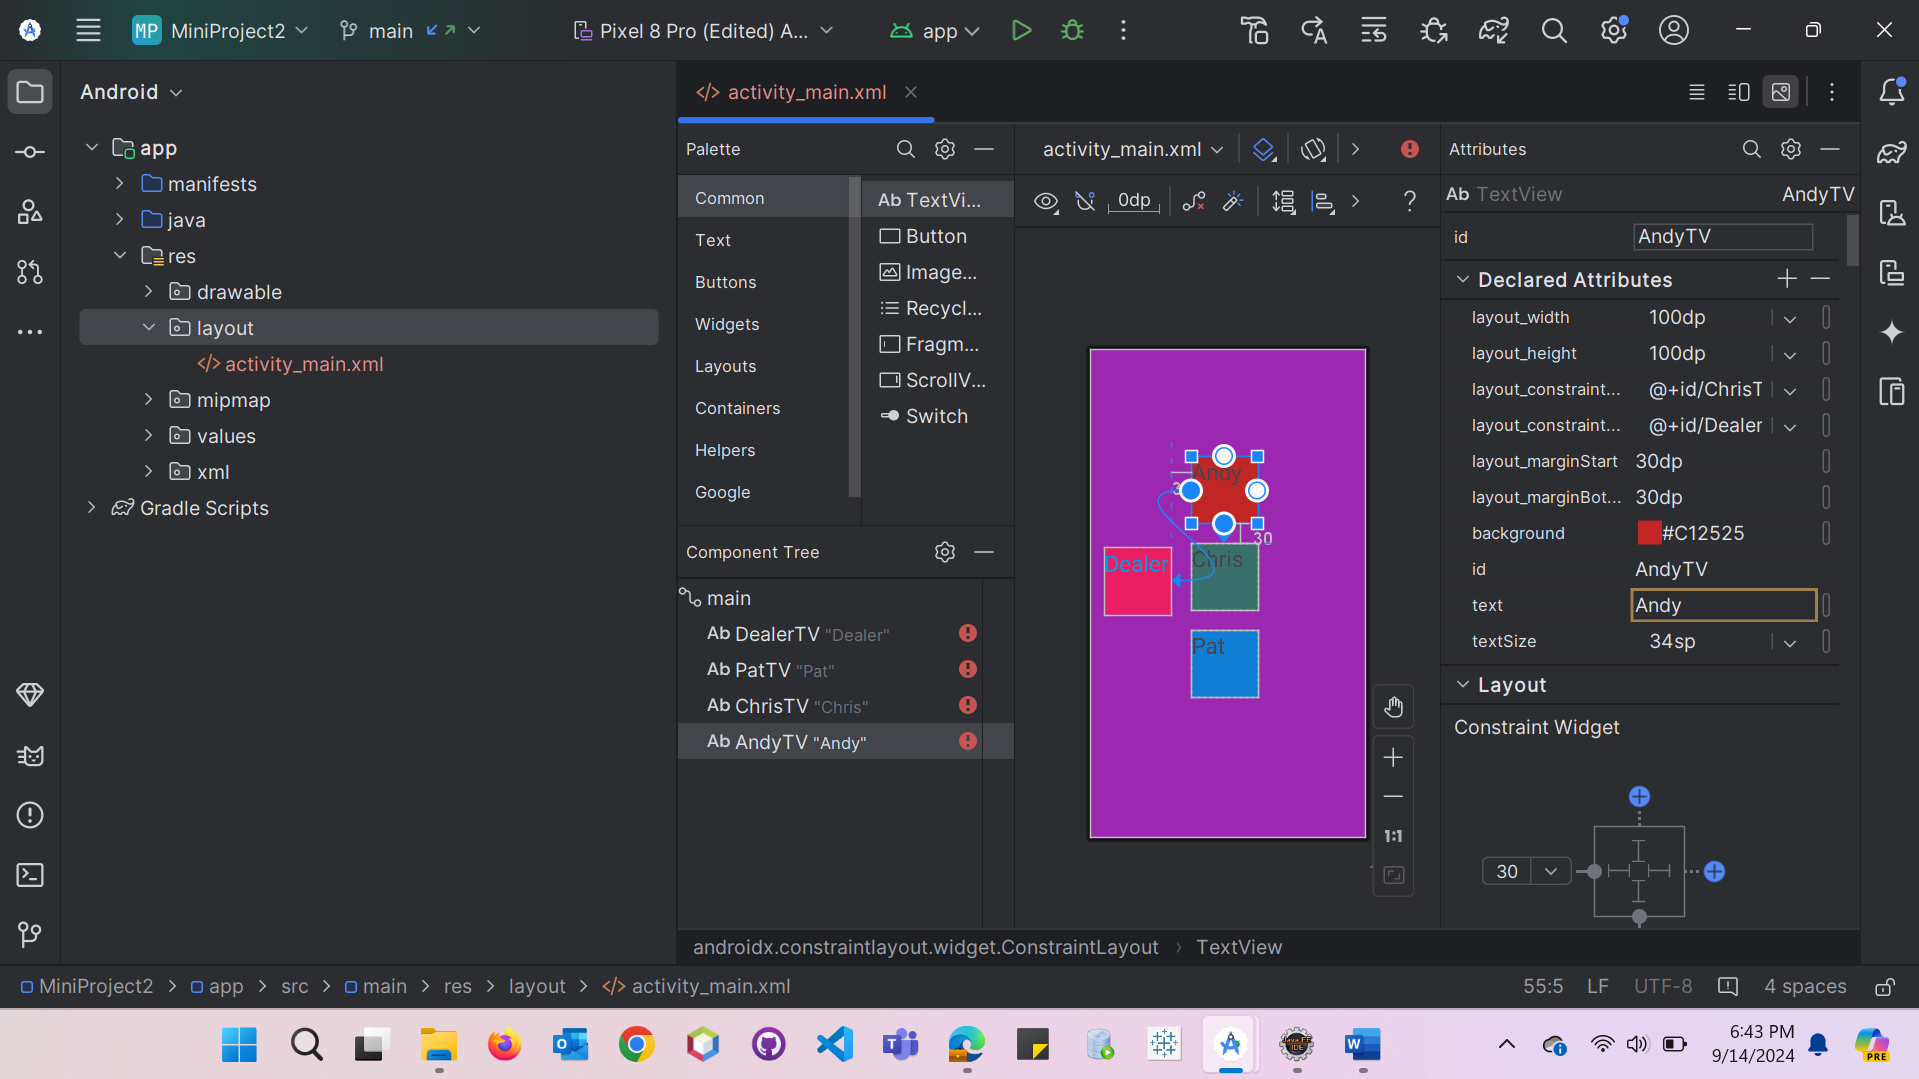 MP MiniProject2
main
Pixel 8 Pro (Edited) A...
app
Android
activity_main.xml
app
manifests
java
res
drawable
layout
activity_main.xml
mipmap
values
xml
Gradle Scripts
Palette
Common
Text
Buttons
Widgets
Layouts
Containers
Helpers
Google
Ab TextVi...
Button
Image...
Recycl...
Fragm...
ScrollV...
Switch
Component Tree
main
Ab DealerTV "Dealer"
Ab PatTV "Pat"
Ab ChrisTV "Chris"
Ab AndyTV "Andy"
activity_main.xml
0dp
?
Andy
30
Dealer
Chris
Pat
1:1
Attributes
Ab TextView AndyTV
id AndyTV
Declared Attributes
layout_width 100dp
layout_height 100dp
layout_constraint... @+id/ChrisT
layout_constraint... @+id/Dealer
layout_marginStart 30dp
layout_marginBot... 30dp
background #C12525
id AndyTV
text Andy
textSize 34sp
Layout
Constraint Widget
30
androidx.constraintlayout.widget.ConstraintLayout > TextView
MiniProject2 > app > src > main > res > layout > activity_main.xml
55:5 LF UTF-8 4 spaces
6:43 PM
9/14/2024
PRE